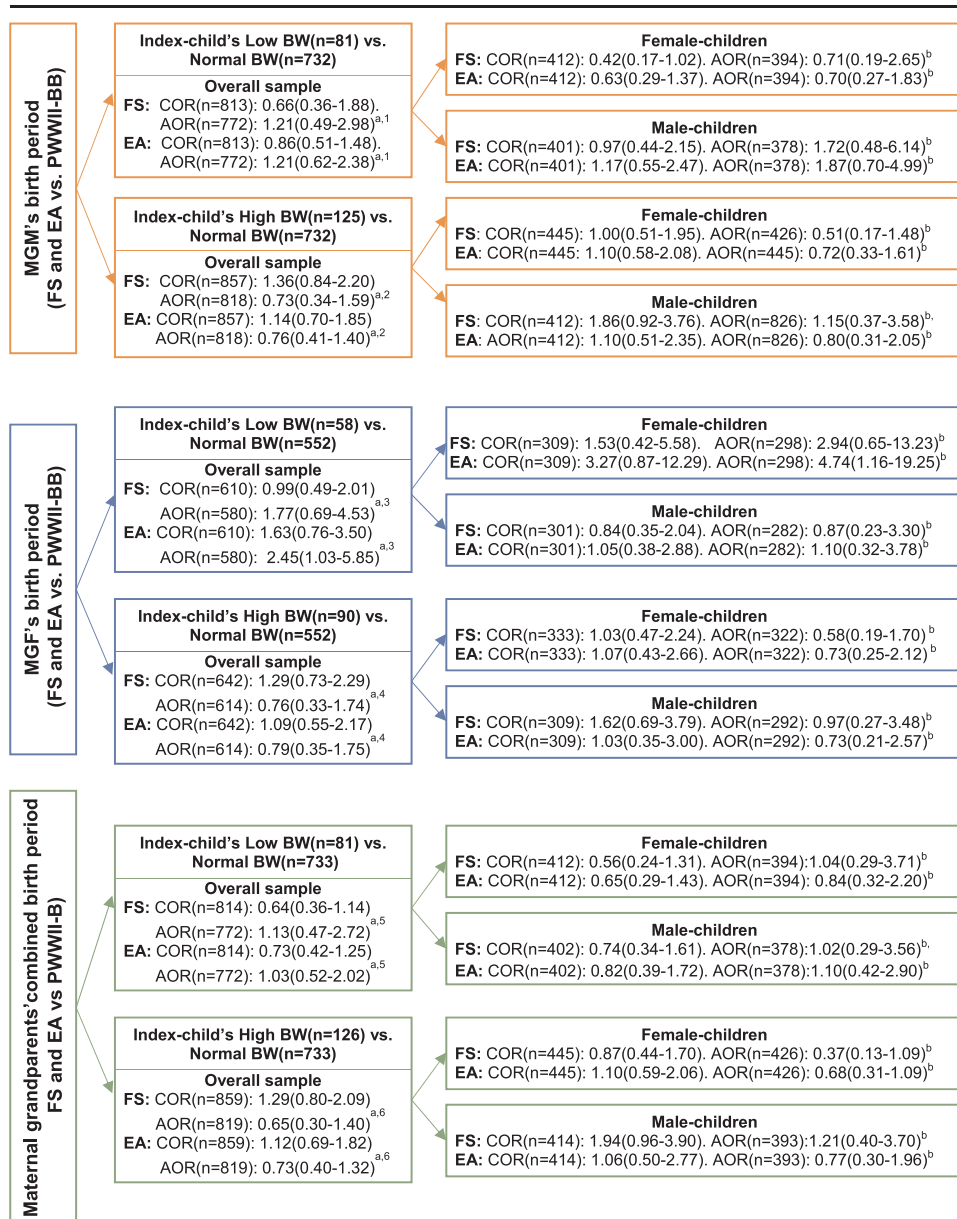 MGM's birth period
(FS and EA vs. PWWII-BB)
Index-child's Low BW(n=81) vs.
Normal BW(n=732)
Overall sample
FS: COR(n=813): 0.66(0.36-1.88).
AOR(n=772): 1.21(0.49-2.98)a,1
EA: COR(n=813): 0.86(0.51-1.48).
AOR(n=772): 1.21(0.62-2.38)a,1
Female-children
FS: COR(n=412): 0.42(0.17-1.02). AOR(n=394): 0.71(0.19-2.65)b
EA: COR(n=412): 0.63(0.29-1.37). AOR(n=394): 0.70(0.27-1.83)b
Male-children
FS: COR(n=401): 0.97(0.44-2.15). AOR(n=378): 1.72(0.48-6.14)b
EA: COR(n=401): 1.17(0.55-2.47). AOR(n=378): 1.87(0.70-4.99)b
Index-child's High BW(n=125) vs.
Normal BW(n=732)
Overall sample
FS: COR(n=857): 1.36(0.84-2.20)
AOR(n=818): 0.73(0.34-1.59)a,2
EA: COR(n=857): 1.14(0.70-1.85)
AOR(n=818): 0.76(0.41-1.40)a,2
Female-children
FS: COR(n=445): 1.00(0.51-1.95). AOR(n=426): 0.51(0.17-1.48)b
EA: COR(n=445: 1.10(0.58-2.08). AOR(n=445): 0.72(0.33-1.61)b
Male-children
FS: COR(n=412): 1.86(0.92-3.76). AOR(n=826): 1.15(0.37-3.58)b,
EA: AOR(n=412): 1.10(0.51-2.35). AOR(n=826): 0.80(0.31-2.05)b
MGF's birth period
(FS and EA vs. PWWII-BB)
Index-child's Low BW(n=58) vs.
Normal BW(n=552)
Overall sample
FS: COR(n=610): 0.99(0.49-2.01)
AOR(n=580): 1.77(0.69-4.53)a,3
EA: COR(n=610): 1.63(0.76-3.50)
AOR(n=580): 2.45(1.03-5.85)a,3
Female-children
FS: COR(n=309): 1.53(0.42-5.58). AOR(n=298): 2.94(0.65-13.23)b
EA: COR(n=309): 3.27(0.87-12.29). AOR(n=298): 4.74(1.16-19.25)b
Male-children
FS: COR(n=301): 0.84(0.35-2.04). AOR(n=282): 0.87(0.23-3.30)b
EA: COR(n=301):1.05(0.38-2.88). AOR(n=282): 1.10(0.32-3.78)b
Index-child's High BW(n=90) vs.
Normal BW(n=552)
Overall sample
FS: COR(n=642): 1.29(0.73-2.29)
AOR(n=614): 0.76(0.33-1.74)a,4
EA: COR(n=642): 1.09(0.55-2.17)
AOR(n=614): 0.79(0.35-1.75)a,4
Female-children
FS: COR(n=333): 1.03(0.47-2.24). AOR(n=322): 0.58(0.19-1.70) b
EA: COR(n=333): 1.07(0.43-2.66). AOR(n=322): 0.73(0.25-2.12) b
Male-children
FS: COR(n=309): 1.62(0.69-3.79). AOR(n=292): 0.97(0.27-3.48)b
EA: COR(n=309): 1.03(0.35-3.00). AOR(n=292): 0.73(0.21-2.57)b
Maternal grandparents'combined birth period
FS and EA vs PWWII-B)
Index-child's Low BW(n=81) vs.
Normal BW(n=733)
Overall sample
FS: COR(n=814): 0.64(0.36-1.14)
AOR(n=772): 1.13(0.47-2.72)a,5
EA: COR(n=814): 0.73(0.42-1.25)
AOR(n=772): 1.03(0.52-2.02)a,5
Female-children
FS: COR(n=412): 0.56(0.24-1.31). AOR(n=394):1.04(0.29-3.71)b
EA: COR(n=412): 0.65(0.29-1.43). AOR(n=394): 0.84(0.32-2.20)b
Male-children
FS: COR(n=402): 0.74(0.34-1.61). AOR(n=378):1.02(0.29-3.56)b,
EA: COR(n=402): 0.82(0.39-1.72). AOR(n=378):1.10(0.42-2.90)b
Index-child's High BW(n=126) vs.
Normal BW(n=733)
Overall sample
FS: COR(n=859): 1.29(0.80-2.09)
AOR(n=819): 0.65(0.30-1.40)a,6
EA: COR(n=859): 1.12(0.69-1.82)
AOR(n=819): 0.73(0.40-1.32)a,6
Female-children
FS: COR(n=445): 0.87(0.44-1.70). AOR(n=426): 0.37(0.13-1.09)b
EA: COR(n=445): 1.10(0.59-2.06). AOR(n=426): 0.68(0.31-1.09)b
Male-children
FS: COR(n=414): 1.94(0.96-3.90). AOR(n=393):1.21(0.40-3.70)b
EA: COR(n=414): 1.06(0.50-2.77). AOR(n=393): 0.77(0.30-1.96)b